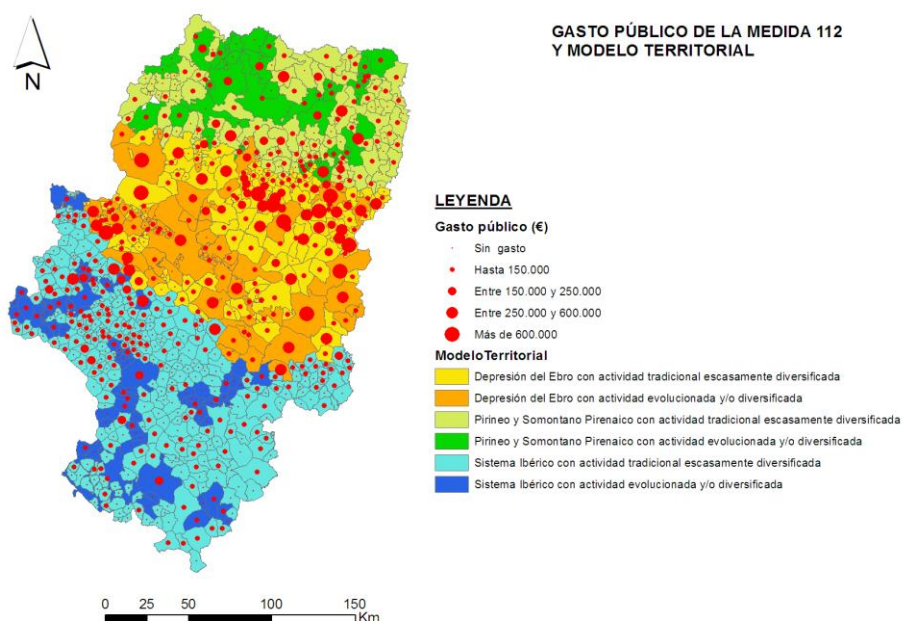 GASTO PÚBLICO DE LA MEDIDA 112
Y MODELO TERRITORIAL
N
LEYENDA
Gasto público (€)
Sin gasto
Hasta 150.000
Entre 150.000 y 250.000
Entre 250.000 y 600.000
Más de 600.000
Modelo Territorial
Depresión del Ebro con actividad tradicional escasamente diversificada
Depresión del Ebro con actividad evolucionada y/o diversificada
Pirineo y Somontano Pirenaico con actividad tradicional escasamente diversificada
Pirineo y Somontano Pirenaico con actividad evolucionada y/o diversificada
Sistema Ibérico con actividad tradicional escasamente diversificada
Sistema Ibérico con actividad evolucionada y/o diversificada
0 25 50 100 150
Km